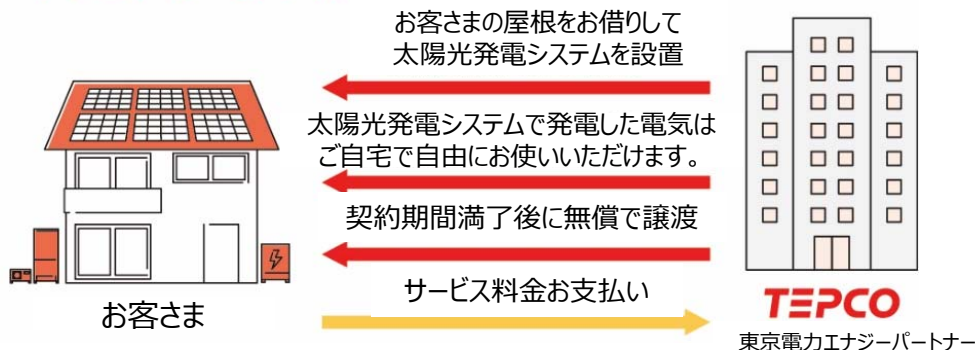 お客さまの屋根をお借りして
太陽光発電システムを設置
太陽光発電システムで発電した電気は
ご自宅で自由にお使いいただけます。
契約期間満了後に無償で譲渡
サービス料金お支払い
お客さま
TEPCO
東京電力エナジーパートナー